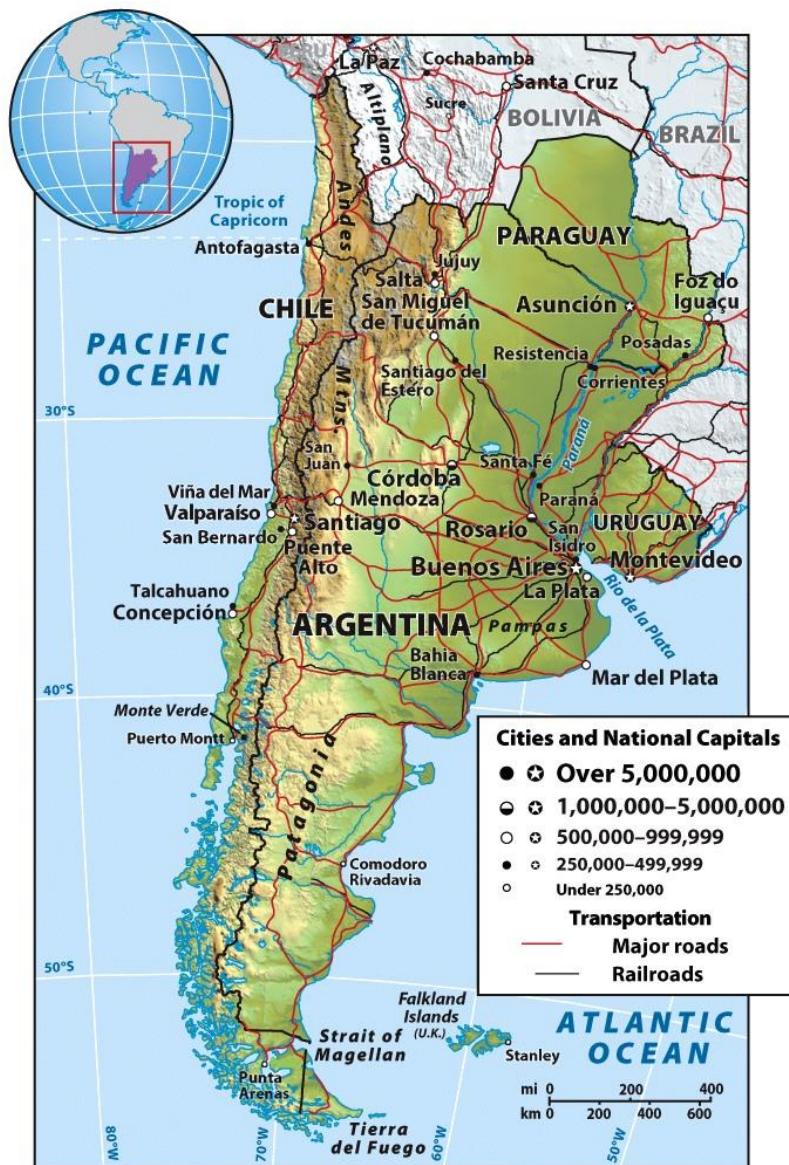 PERU
La Paz
Cochabamba
Santa Cruz
Altiplano
Sucre
BOLIVIA
BRAZIL
Tropic of
Capricorn
Andes
Antofagasta
PARAGUAY
Jujuy
Salta
San Miguel
de Tucumán
Foz do
Iguaçu
Asunción
CHILE
PACIFIC
OCEAN
Resistencia
Posadas
Santiago del
Estero
Corrientes
Mtns.
30°S
Paraná
San
Juan
Córdoba
Santa Fé
Viña del Mar
Mendoza
Paraná
Valparaíso
Santiago
Rosario
San
Isidro
URUGUAY
San Bernardo
Puente
Alto
Buenos Aires
Montevideo
Talcahuano
La Plata
Concepción
Rio de la Plata
ARGENTINA
Pampas
Bahia
Blanca
Mar del Plata
40°S
Monte Verde
Puerto Montt
Patagonia
Cities and National Capitals
Over 5,000,000
1,000,000–5,000,000
500,000–999,999
250,000–499,999
Under 250,000
Transportation
Major roads
Railroads
Comodoro
Rivadavia
50°S
Falkland
Islands
(U.K.)
Stanley
ATLANTIC
OCEAN
Strait of
Magellan
Punta
Arenas
Tierra
del Fuego
mi 0 200 400
km 0 200 400 600
80°W
70°W
60°W
50°W